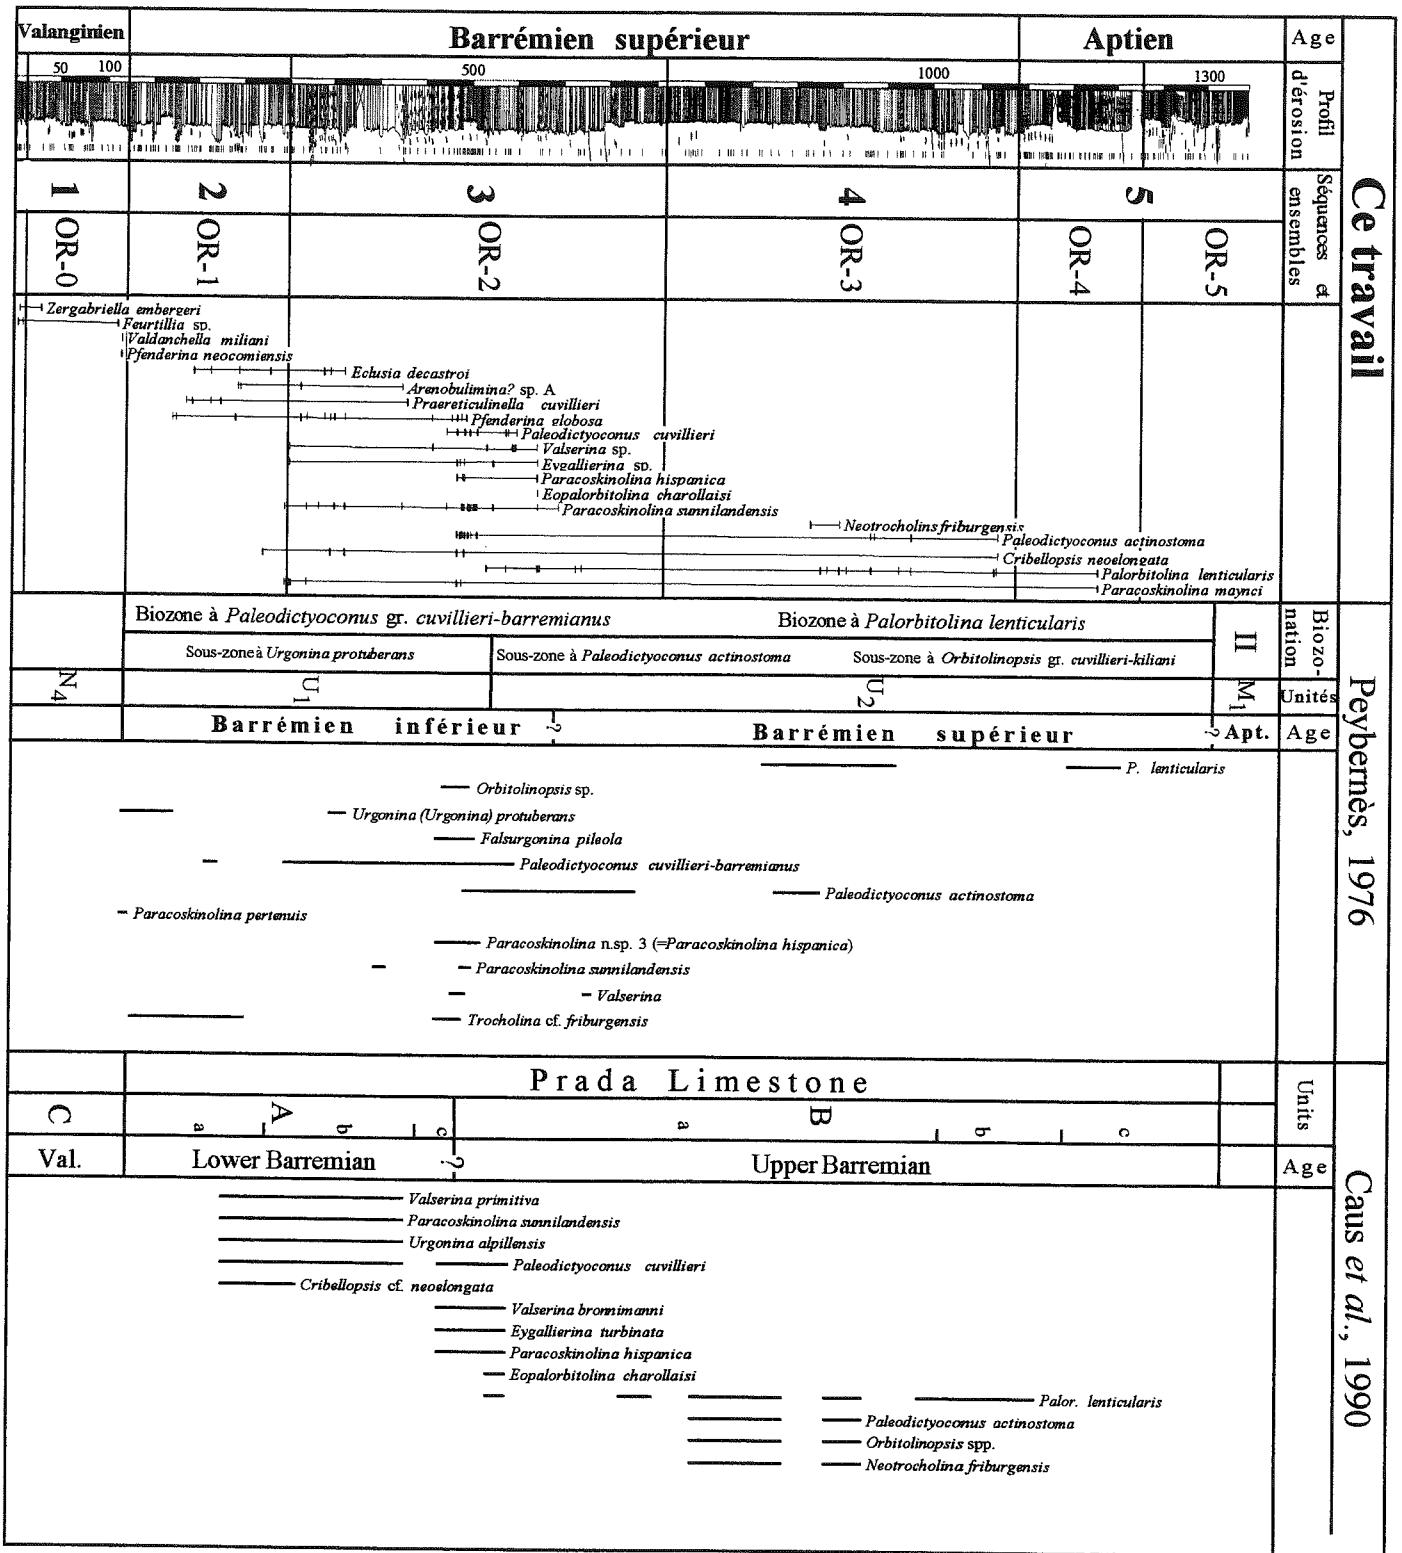 Valanginien Barrémien supérieur Aptien Age
50 100 500 1000 1300 Profil d'érosion
1 2 3 4 5 Séquences et ensembles
OR-0 OR-1 OR-2 OR-3 OR-4 OR-5
Ce travail
Zergabriella embergeri
Feurtillia sp.
Valdanchella miliani
Pfenderina neocomiensis
Eclusia decastroi
Arenobulimina? sp. A
Praereticulinella cuvillieri
Pfenderina globosa
Paleodictyoconus cuvillieri
Valserina sp.
Eygallierina sp.
Paracoskinolina hispanica
Eopalorbitolina charollaisi
Paracoskinolina sunnilandensis
Neotrocholins friburgensis
Paleodictyoconus actinostoma
Cribellopsis neoelongata
Palorbitolina lenticularis
Paracoskinolina maynci
Biozone à Paleodictyoconus gr. cuvillieri-barremianus Biozone à Palorbitolina lenticularis II Biozo-nation
Sous-zone à Urgonina protuberans Sous-zone à Paleodictyoconus actinostoma Sous-zone à Orbitolinopsis gr. cuvillieri-kiliani
N4 U1 U2 M1 Unités
Barrémien inférieur ? Barrémien supérieur ? Apt. Age
Peybernès, 1976
P. lenticularis
Orbitolinopsis sp.
Urgonina (Urgonina) protuberans
Falsurgonina pileola
Paleodictyoconus cuvillieri-barremianus
Paleodictyoconus actinostoma
Paracoskinolina pertenuis
Paracoskinolina n.sp. 3 (=Paracoskinolina hispanica)
Paracoskinolina sunnilandensis
Valserina
Trocholina cf. friburgensis
Prada Limestone Units
C A B
a b c a b c
Val. Lower Barremian ? Upper Barremian Age
Caus et al., 1990
Valserina primitiva
Paracoskinolina sunnilandensis
Urgonina alpillensis
Paleodictyoconus cuvillieri
Cribellopsis cf. neoelongata
Valserina bronnimanni
Eygallierina turbinata
Paracoskinolina hispanica
Eopalorbitolina charollaisi
Palor. lenticularis
Paleodictyoconus actinostoma
Orbitolinopsis spp.
Neotrocholina friburgensis